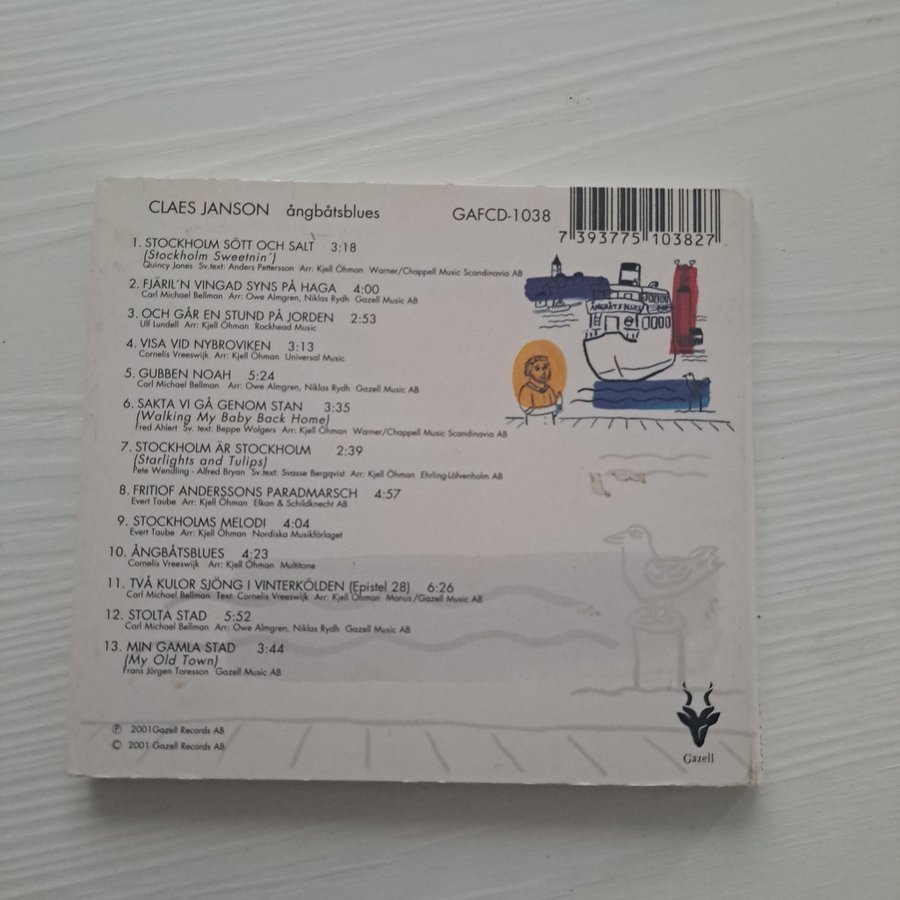 CLAES JANSON ångbåtsblues GAFCD-1038
7 393775 103827
1. STOCKHOLM SÖTT OCH SALT 3:18
(Stockholm Sweetnin´)
Quincy Jones Sv.text: Anders Pettersson Arr: Kjell Öhman Warner/Chappell Music Scandinavia AB
2. FJÄRIL´N VINGAD SYNS PÅ HAGA 4:00
Carl Michael Bellman Arr: Owe Almgren, Niklas Rydh Gazell Music AB
3. OCH GÅR EN STUND PÅ JORDEN 2:53
Ulf Lundell Arr: Kjell Öhman Rockhead Music
4. VISA VID NYBROVIKEN 3:13
Cornelis Vreeswijk Arr: Kjell Öhman Universal Music
5. GUBBEN NOAH 5:24
Carl Michael Bellman Arr: Owe Almgren, Niklas Rydh Gazell Music AB
6. SAKTA VI GÅ GENOM STAN 3:35
(Walking My Baby Back Home)
Fred Ahlert Sv. text: Beppe Wolgers Arr: Kjell Öhman Warner/Chappell Music Scandinavia AB
7. STOCKHOLM ÄR STOCKHOLM 2:39
(Starlights and Tulips)
Pete Wendling - Alfred Bryan Sv.text: Svasse Bergqvist Arr: Kjell Öhman Ehrling-Löfvenholm AB
8. FRITIOF ANDERSSONS PARADMARSCH 4:57
Evert Taube Arr: Kjell Öhman Elkan & Schildknecht AB
9. STOCKHOLMS MELODI 4:04
Evert Taube Arr: Kjell Öhman Nordiska Musikförlaget
10. ÅNGBÅTSBLUES 4:23
Cornelis Vreeswijk Arr: Kjell Öhman Multitone
11. TVÅ KULOR SJÖNG I VINTERKÖLDEN (Epistel 28) 6:26
Carl Michael Bellman Text: Cornelis Vreeswijk Arr: Kjell Öhman Manus/Gazell Music AB
12. STOLTA STAD 5:52
Carl Michael Bellman Arr: Owe Almgren, Niklas Rydh Gazell Music AB
13. MIN GAMLA STAD 3:44
(My Old Town)
Frans Jörgen Toresson Gazell Music AB
ÅNGBÅTSBLUES
℗ 2001 Gazell Records AB
© 2001 Gazell Records AB
Gazell